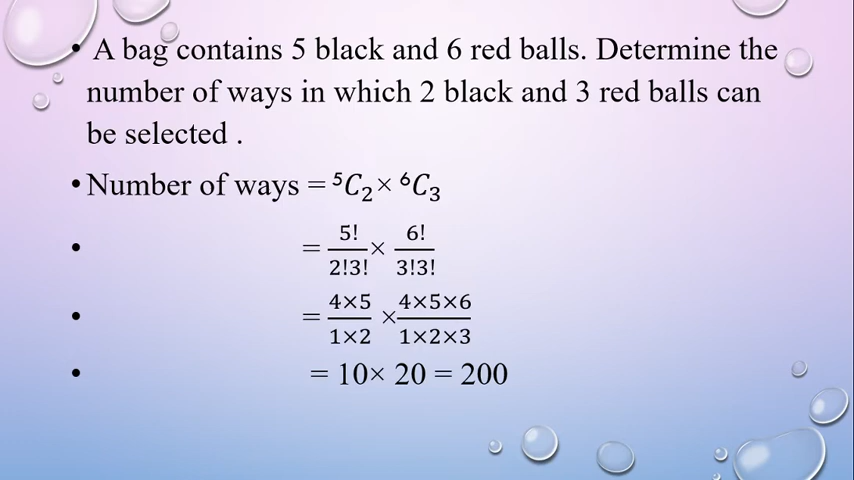 • A bag contains 5 black and 6 red balls. Determine the
number of ways in which 2 black and 3 red balls can
be selected .
• Number of ways = ⁵C₂ × ⁶C₃
• = 5!/2!3! × 6!/3!3!
• = 4×5/1×2 × 4×5×6/1×2×3
• = 10× 20 = 200